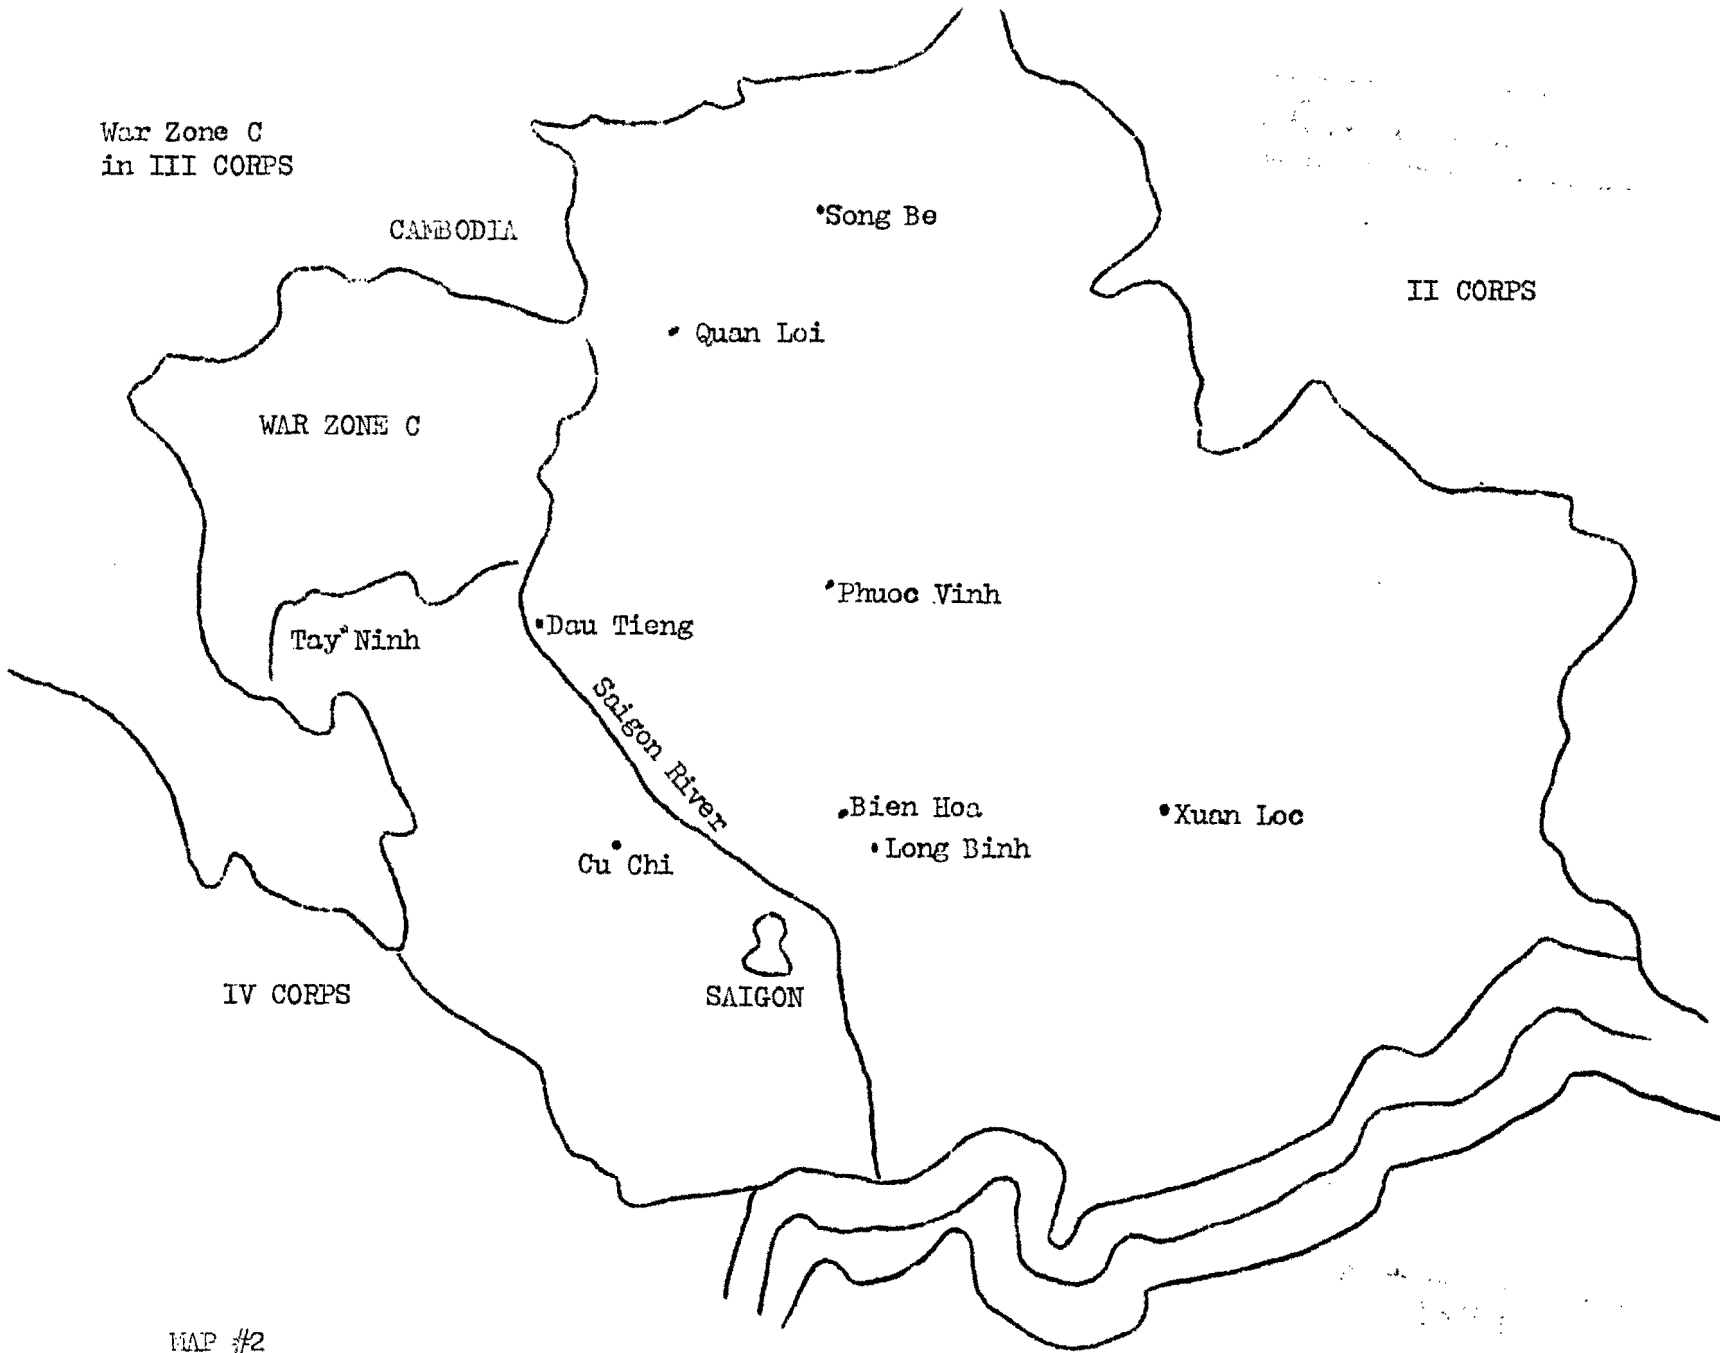 War Zone C
in III CORPS
CAMBODIA
Song Be
II CORPS
Quan Loi
WAR ZONE C
Phuoc Vinh
Dau Tieng
Tay Ninh
Saigon River
Bien Hoa
Xuan Loc
Long Binh
Cu Chi
IV CORPS
SAIGON
MAP #2